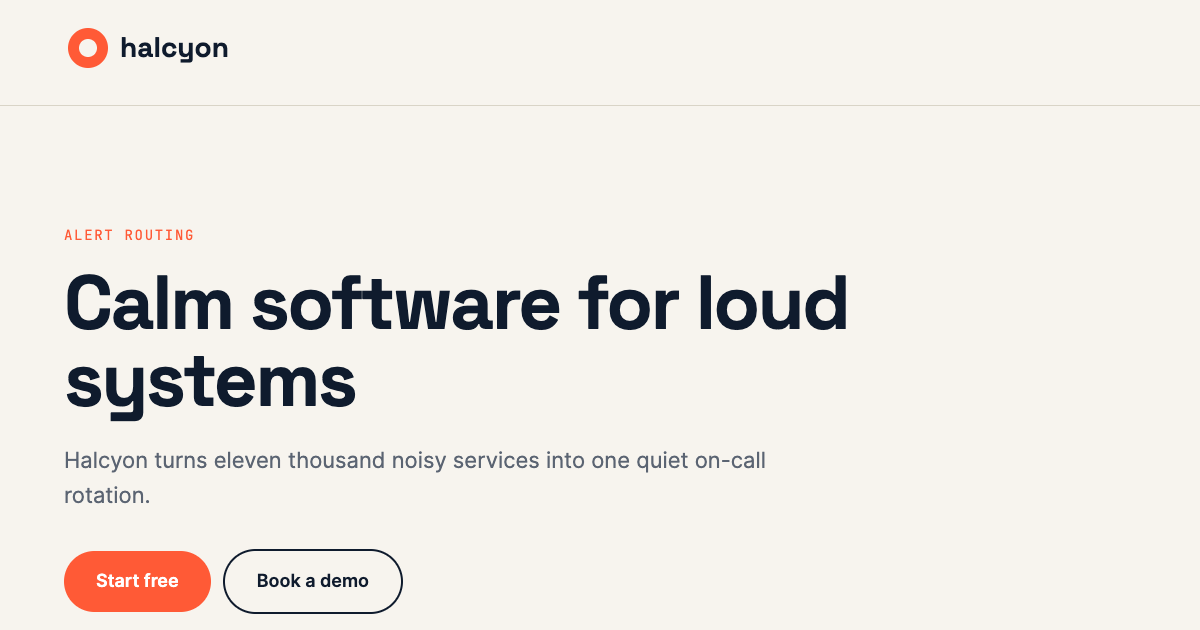 halcyon
ALERT ROUTING
Calm software for loud
systems
Halcyon turns eleven thousand noisy services into one quiet on-call
rotation.
Start free
Book a demo